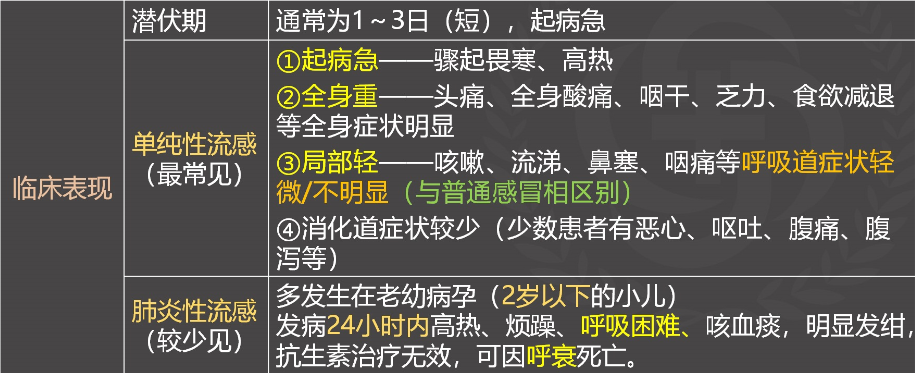 临床表现
潜伏期
通常为1～3日（短），起病急
单纯性流感
（最常见）
①起病急——骤起畏寒、高热
②全身重——头痛、全身酸痛、咽干、乏力、食欲减退
等全身症状明显
③局部轻——咳嗽、流涕、鼻塞、咽痛等呼吸道症状轻
微/不明显（与普通感冒相区别）
④消化道症状较少（少数患者有恶心、呕吐、腹痛、腹
泻等）
肺炎性流感
（较少见）
多发生在老幼病孕（2岁以下的小儿）
发病24小时内高热、烦躁、呼吸困难、咳血痰，明显发绀，
抗生素治疗无效，可因呼衰死亡。